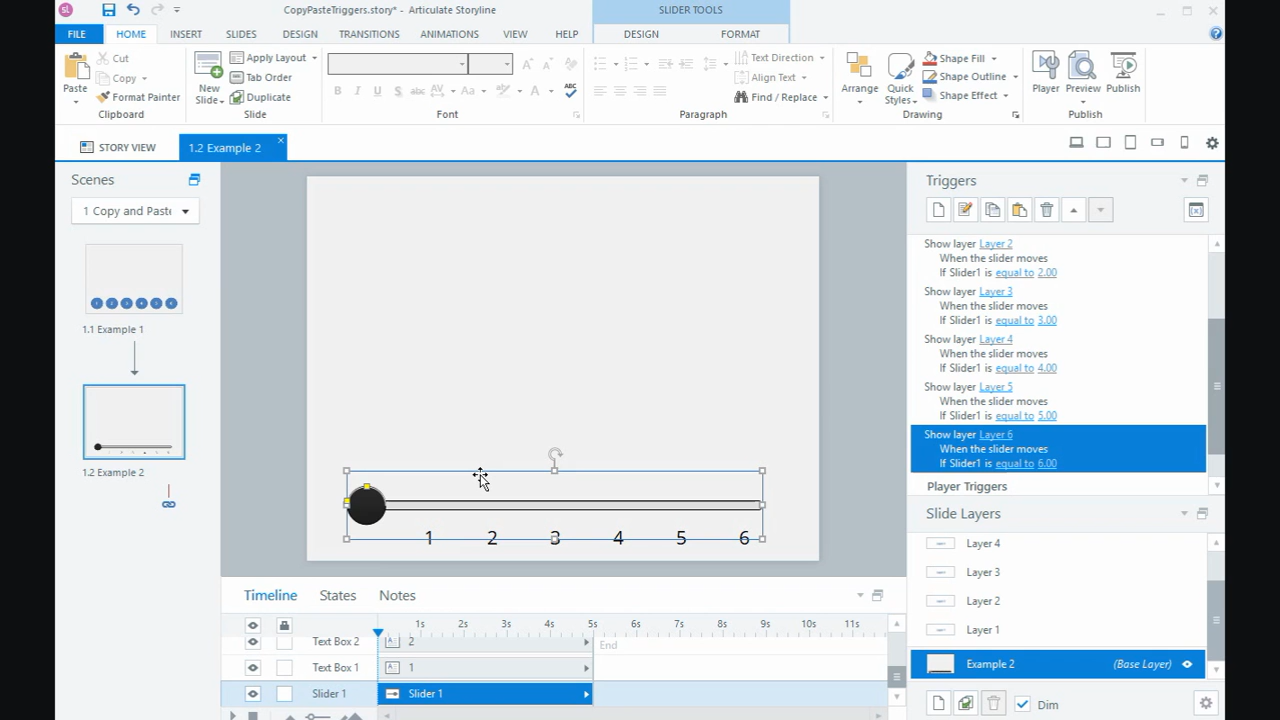 sl CopyPasteTriggers.story* - Articulate Storyline SLIDER TOOLS
FILE HOME INSERT SLIDES DESIGN TRANSITIONS ANIMATIONS VIEW HELP DESIGN FORMAT
Paste
Cut
Copy
Format Painter
Clipboard
New
Slide
Apply Layout
Tab Order
Duplicate
Slide
B I U S abc AV Aa A ABC
Font
Text Direction
Align Text
Find / Replace
Paragraph
Arrange
Quick
Styles
Shape Fill
Shape Outline
Shape Effect
Drawing
Player Preview Publish
Publish
STORY VIEW 1.2 Example 2
Scenes
1 Copy and Paste
1.1 Example 1
1.2 Example 2
1 2 3 4 5 6
Timeline States Notes
1s 2s 3s 4s 5s 6s 7s 8s 9s 10s 11s
Text Box 2 2 End
Text Box 1 1
Slider 1 Slider 1
Triggers
Show layer Layer 2
When the slider moves
If Slider1 is equal to 2.00
Show layer Layer 3
When the slider moves
If Slider1 is equal to 3.00
Show layer Layer 4
When the slider moves
If Slider1 is equal to 4.00
Show layer Layer 5
When the slider moves
If Slider1 is equal to 5.00
Show layer Layer 6
When the slider moves
If Slider1 is equal to 6.00
Player Triggers
Slide Layers
Layer 4
Layer 3
Layer 2
Layer 1
Example 2 (Base Layer)
Dim